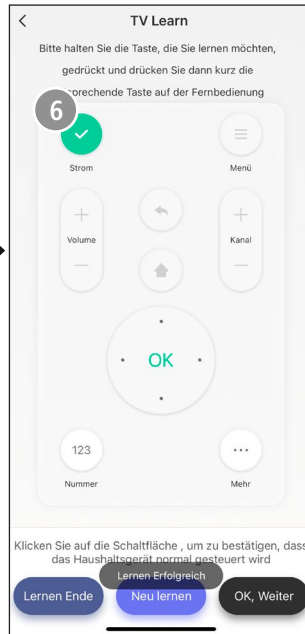 TV Learn
Bitte halten Sie die Taste, die Sie lernen möchten,
gedrückt und drücken Sie dann kurz die
sprechende Taste auf der Fernbedienung
6
Strom
Menü
Volume
Kanal
OK
123
Nummer
Mehr
Klicken Sie auf die Schaltfläche , um zu bestätigen, dass
das Haushaltsgerät normal gesteuert wird
Lernen Erfolgreich
Lernen Ende
Neu lernen
OK, Weiter